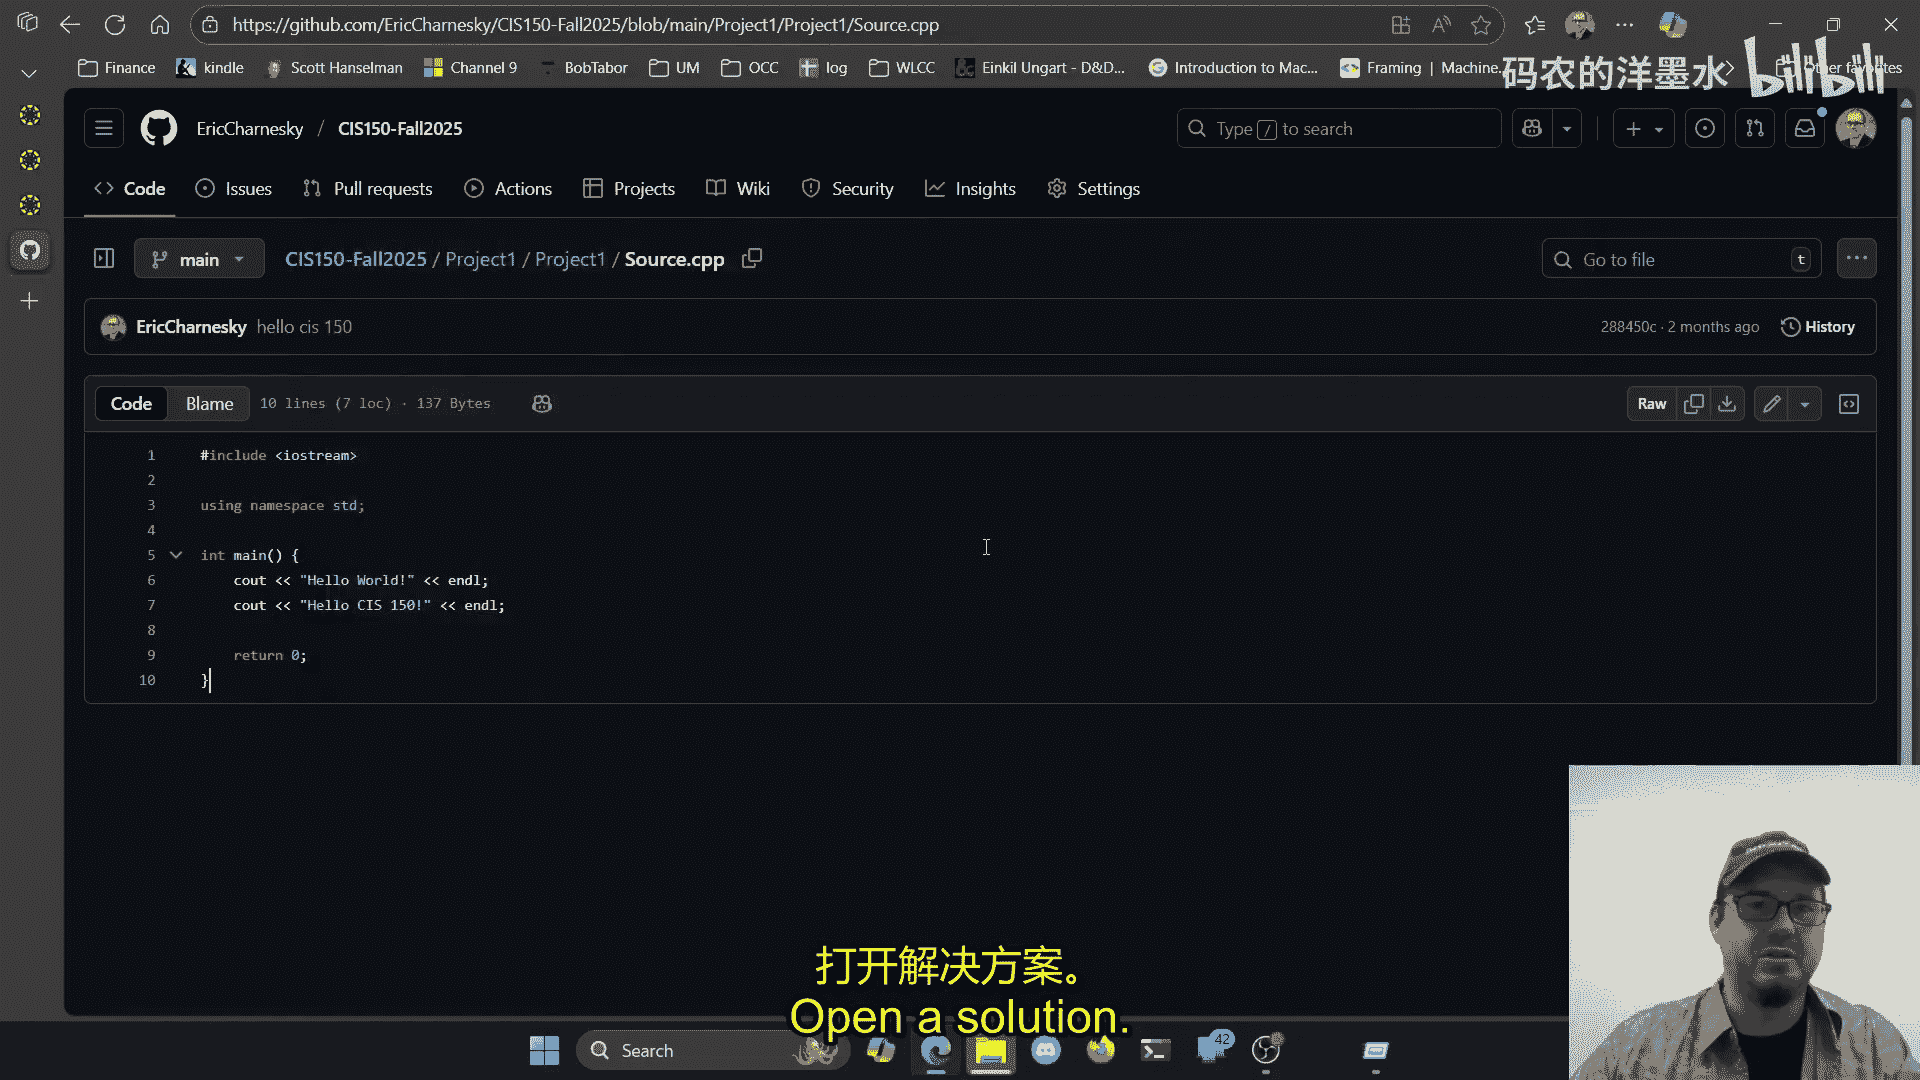 https://github.com/EricCharnesky/CIS150-Fall2025/blob/main/Project1/Project1/Source.cpp
Finance
kindle
Scott Hanselman
Channel 9
BobTabor
UM
OCC
log
WLCC
Einkil Ungart - D&D...
Introduction to Mac...
Framing | Machine...
Other favorites
码农的洋墨水
bilibili
EricCharnesky / CIS150-Fall2025
Type / to search
Code
Issues
Pull requests
Actions
Projects
Wiki
Security
Insights
Settings
main
CIS150-Fall2025 / Project1 / Project1 / Source.cpp
Go to file
t
EricCharnesky hello cis 150
288450c · 2 months ago
History
Code
Blame
10 lines (7 loc) · 137 Bytes
Raw
1 #include <iostream>
2
3 using namespace std;
4
5 int main() {
6 cout << "Hello World!" << endl;
7 cout << "Hello CIS 150!" << endl;
8
9 return 0;
10 }
打开解决方案。
Open a solution.
Search
42